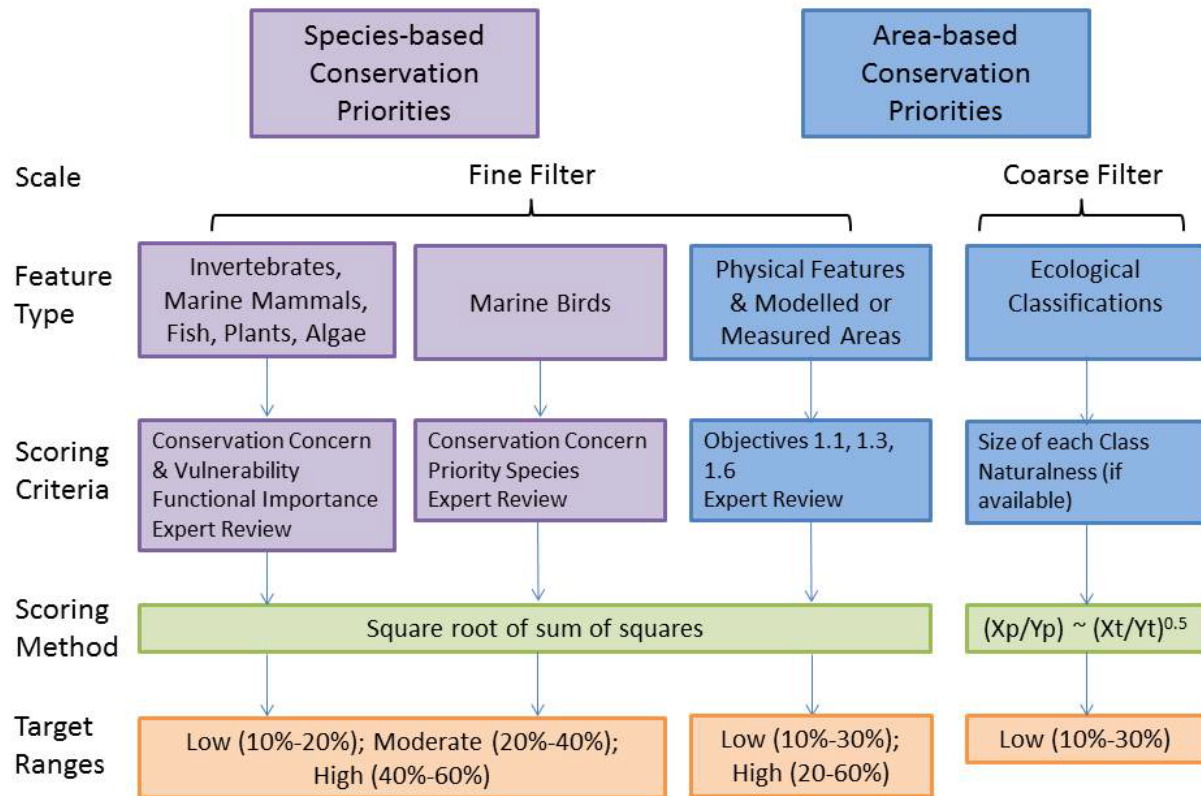 Species-based
Conservation
Priorities
Area-based
Conservation
Priorities
Scale
Fine Filter
Coarse Filter
Feature
Type
Invertebrates,
Marine Mammals,
Fish, Plants, Algae
Marine Birds
Physical Features
& Modelled or
Measured Areas
Ecological
Classifications
Scoring
Criteria
Conservation Concern
& Vulnerability
Functional Importance
Expert Review
Conservation Concern
Priority Species
Expert Review
Objectives 1.1, 1.3,
1.6
Expert Review
Size of each Class
Naturalness (if
available)
Scoring
Method
Square root of sum of squares
(Xp/Yp) ~ (Xt/Yt)^0.5
Target
Ranges
Low (10%-20%); Moderate (20%-40%);
High (40%-60%)
Low (10%-30%);
High (20-60%)
Low (10%-30%)